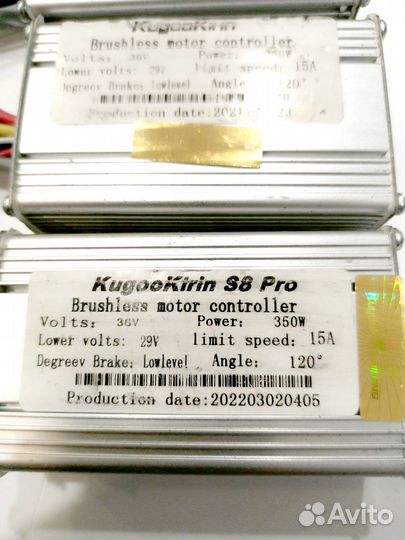 KugooKirin
Brushless motor controller
Volts: 36V Power: 350W
Lower volts: 29V limit speed: 15A
Degreev Brake: Lowlevel Angle: 120°
Production date:
KugooKirin S8 Pro
Brushless motor controller
Volts: 36V Power: 350W
Lower volts: 29V limit speed: 15A
Degreev Brake: Lowlevel Angle: 120°
Production date:202203020405
Avito